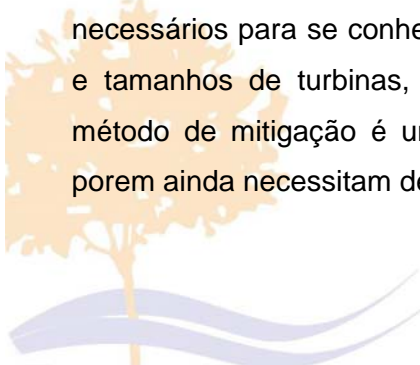 necessários para se conhe
e tamanhos de turbinas,
método de mitigação é u
porem ainda necessitam d